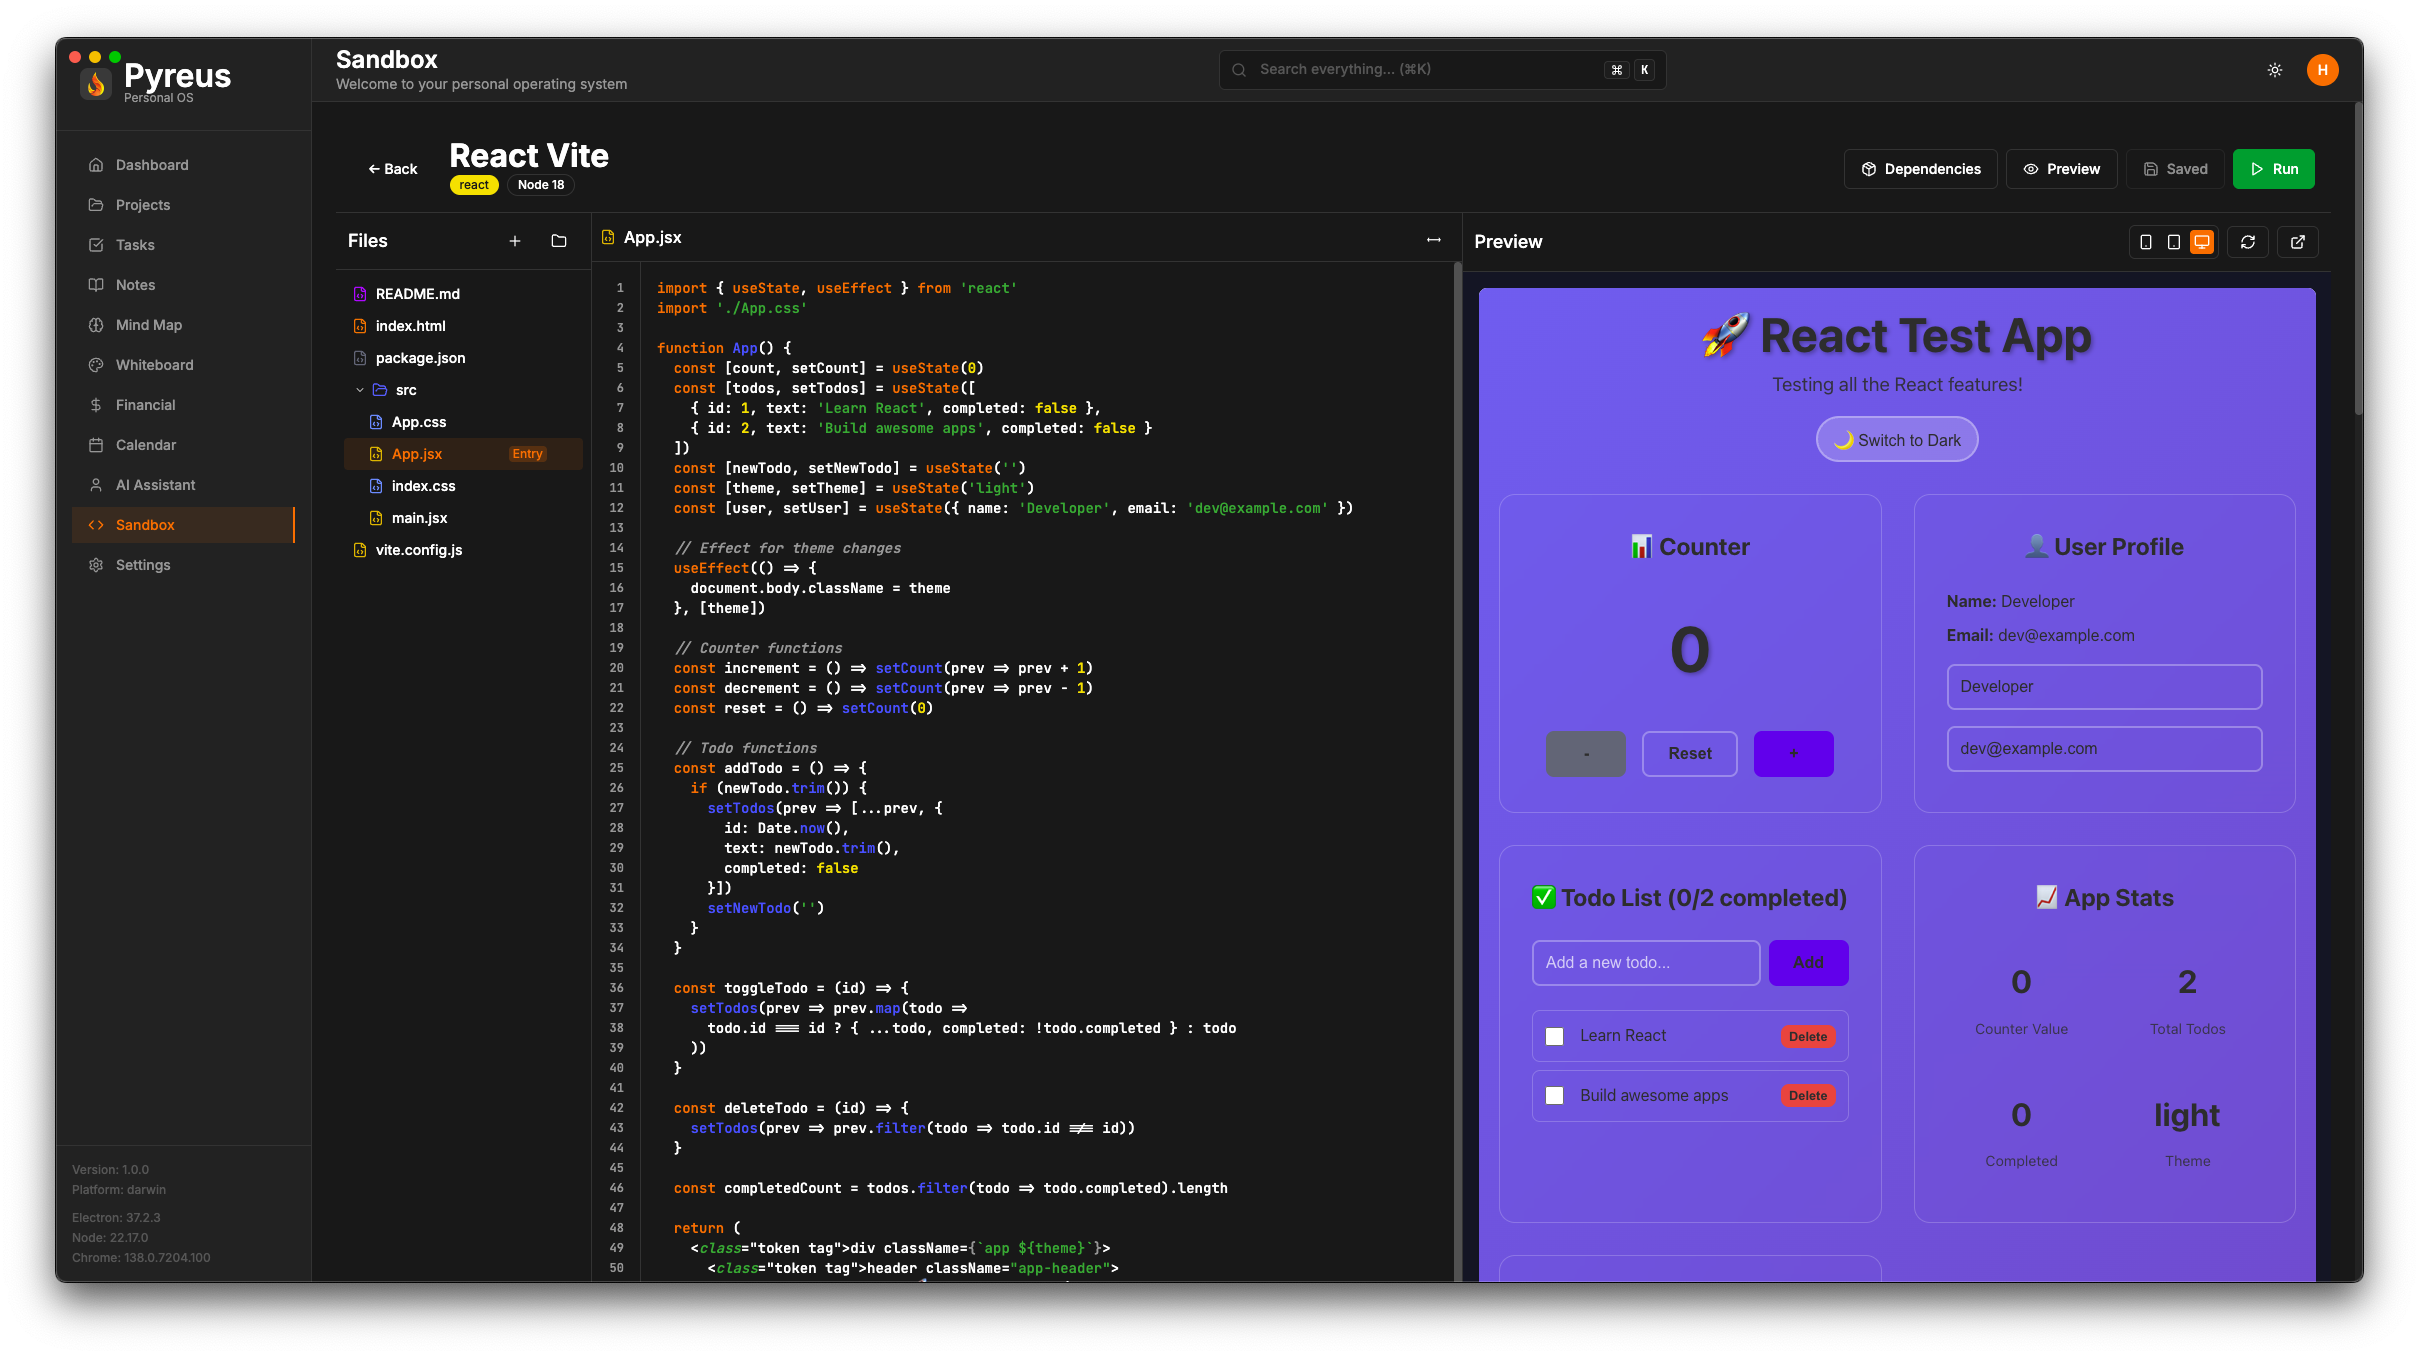 Pyreus
Personal OS
Dashboard
Projects
Tasks
Notes
Mind Map
Whiteboard
Financial
Calendar
AI Assistant
Sandbox
Settings
Version: 1.0.0
Platform: darwin
Electron: 37.2.3
Node: 22.17.0
Chrome: 138.0.7204.100
Sandbox
Welcome to your personal operating system
Search everything... (⌘K) ⌘ K
H
← Back
React Vite
react Node 18
Dependencies Preview Saved Run
Files
README.md
index.html
package.json
src
App.css
App.jsx Entry
index.css
main.jsx
vite.config.js
App.jsx
1 import { useState, useEffect } from 'react'
2 import './App.css'
3
4 function App() {
5 const [count, setCount] = useState(0)
6 const [todos, setTodos] = useState([
7 { id: 1, text: 'Learn React', completed: false },
8 { id: 2, text: 'Build awesome apps', completed: false }
9 ])
10 const [newTodo, setNewTodo] = useState('')
11 const [theme, setTheme] = useState('light')
12 const [user, setUser] = useState({ name: 'Developer', email: 'dev@example.com' })
13
14 // Effect for theme changes
15 useEffect(() => {
16 document.body.className = theme
17 }, [theme])
18
19 // Counter functions
20 const increment = () => setCount(prev => prev + 1)
21 const decrement = () => setCount(prev => prev - 1)
22 const reset = () => setCount(0)
23
24 // Todo functions
25 const addTodo = () => {
26 if (newTodo.trim()) {
27 setTodos(prev => [...prev, {
28 id: Date.now(),
29 text: newTodo.trim(),
30 completed: false
31 }])
32 setNewTodo('')
33 }
34 }
35
36 const toggleTodo = (id) => {
37 setTodos(prev => prev.map(todo =>
38 todo.id === id ? { ...todo, completed: !todo.completed } : todo
39 ))
40 }
41
42 const deleteTodo = (id) => {
43 setTodos(prev => prev.filter(todo => todo.id !== id))
44 }
45
46 const completedCount = todos.filter(todo => todo.completed).length
47
48 return (
49 <class="token tag">div className={`app ${theme}`}>
50 <class="token tag">header className="app-header">
Preview
🚀 React Test App
Testing all the React features!
🌙 Switch to Dark
📊 Counter
0
- Reset +
👤 User Profile
Name: Developer
Email: dev@example.com
Developer
dev@example.com
✅ Todo List (0/2 completed)
Add a new todo... Add
Learn React Delete
Build awesome apps Delete
📈 App Stats
0 2
Counter Value Total Todos
0 light
Completed Theme